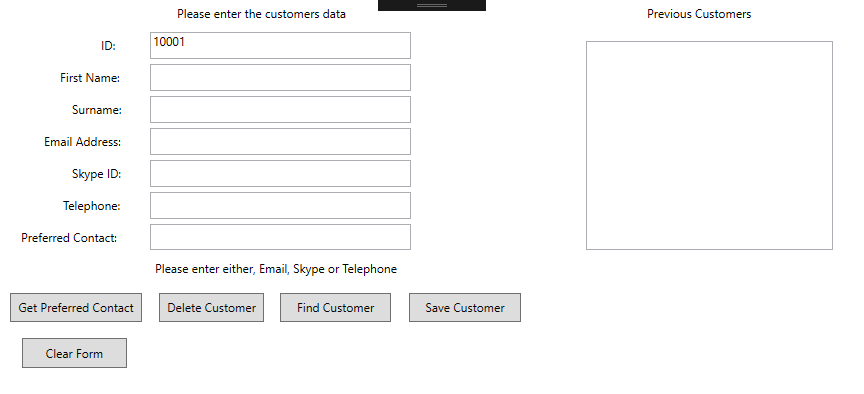 Please enter the customers data
Previous Customers
ID:
10001
First Name:
Surname:
Email Address:
Skype ID:
Telephone:
Preferred Contact:
Please enter either, Email, Skype or Telephone
Get Preferred Contact
Delete Customer
Find Customer
Save Customer
Clear Form